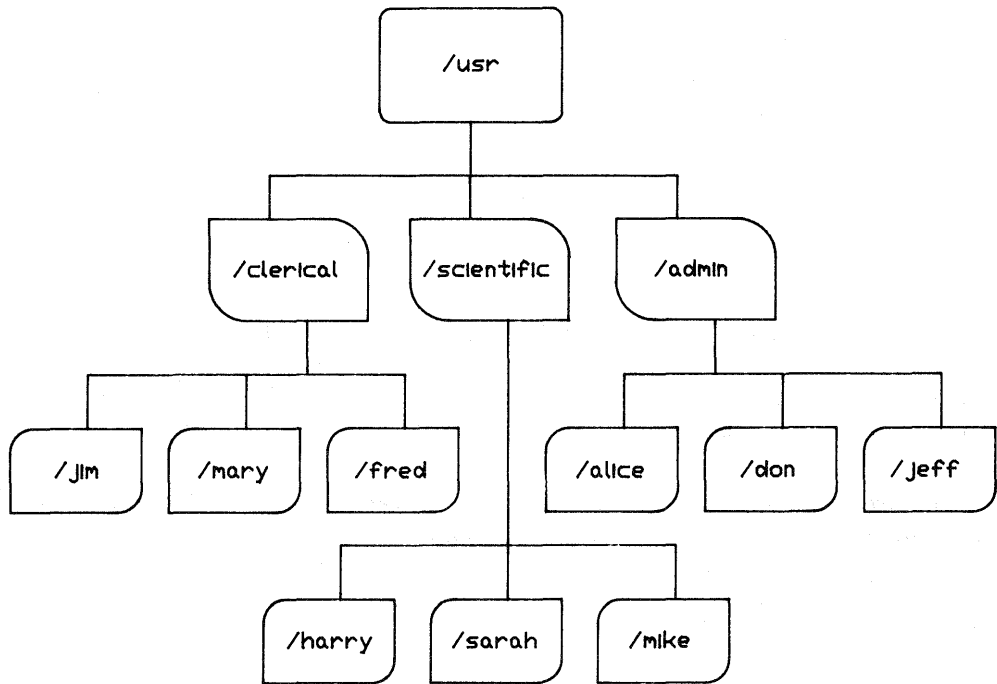 /usr
/clerical
/scientific
/admin
/jim
/mary
/fred
/alice
/don
/jeff
/harry
/sarah
/mike